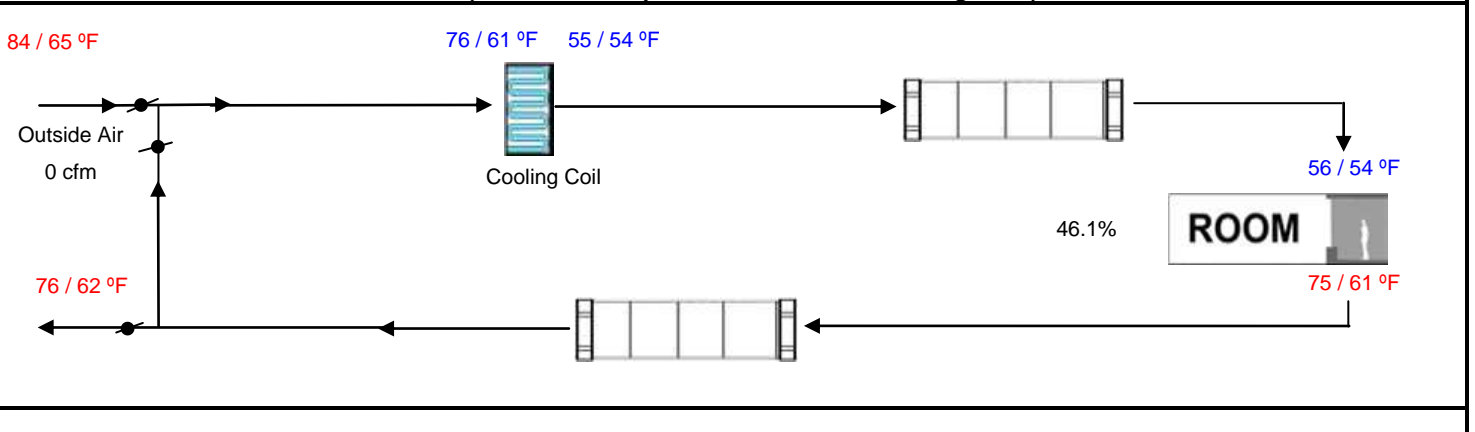 84 / 65 ºF
76 / 61 ºF
55 / 54 ºF
Outside Air
0 cfm
Cooling Coil
56 / 54 ºF
46.1%
ROOM
76 / 62 ºF
75 / 61 ºF